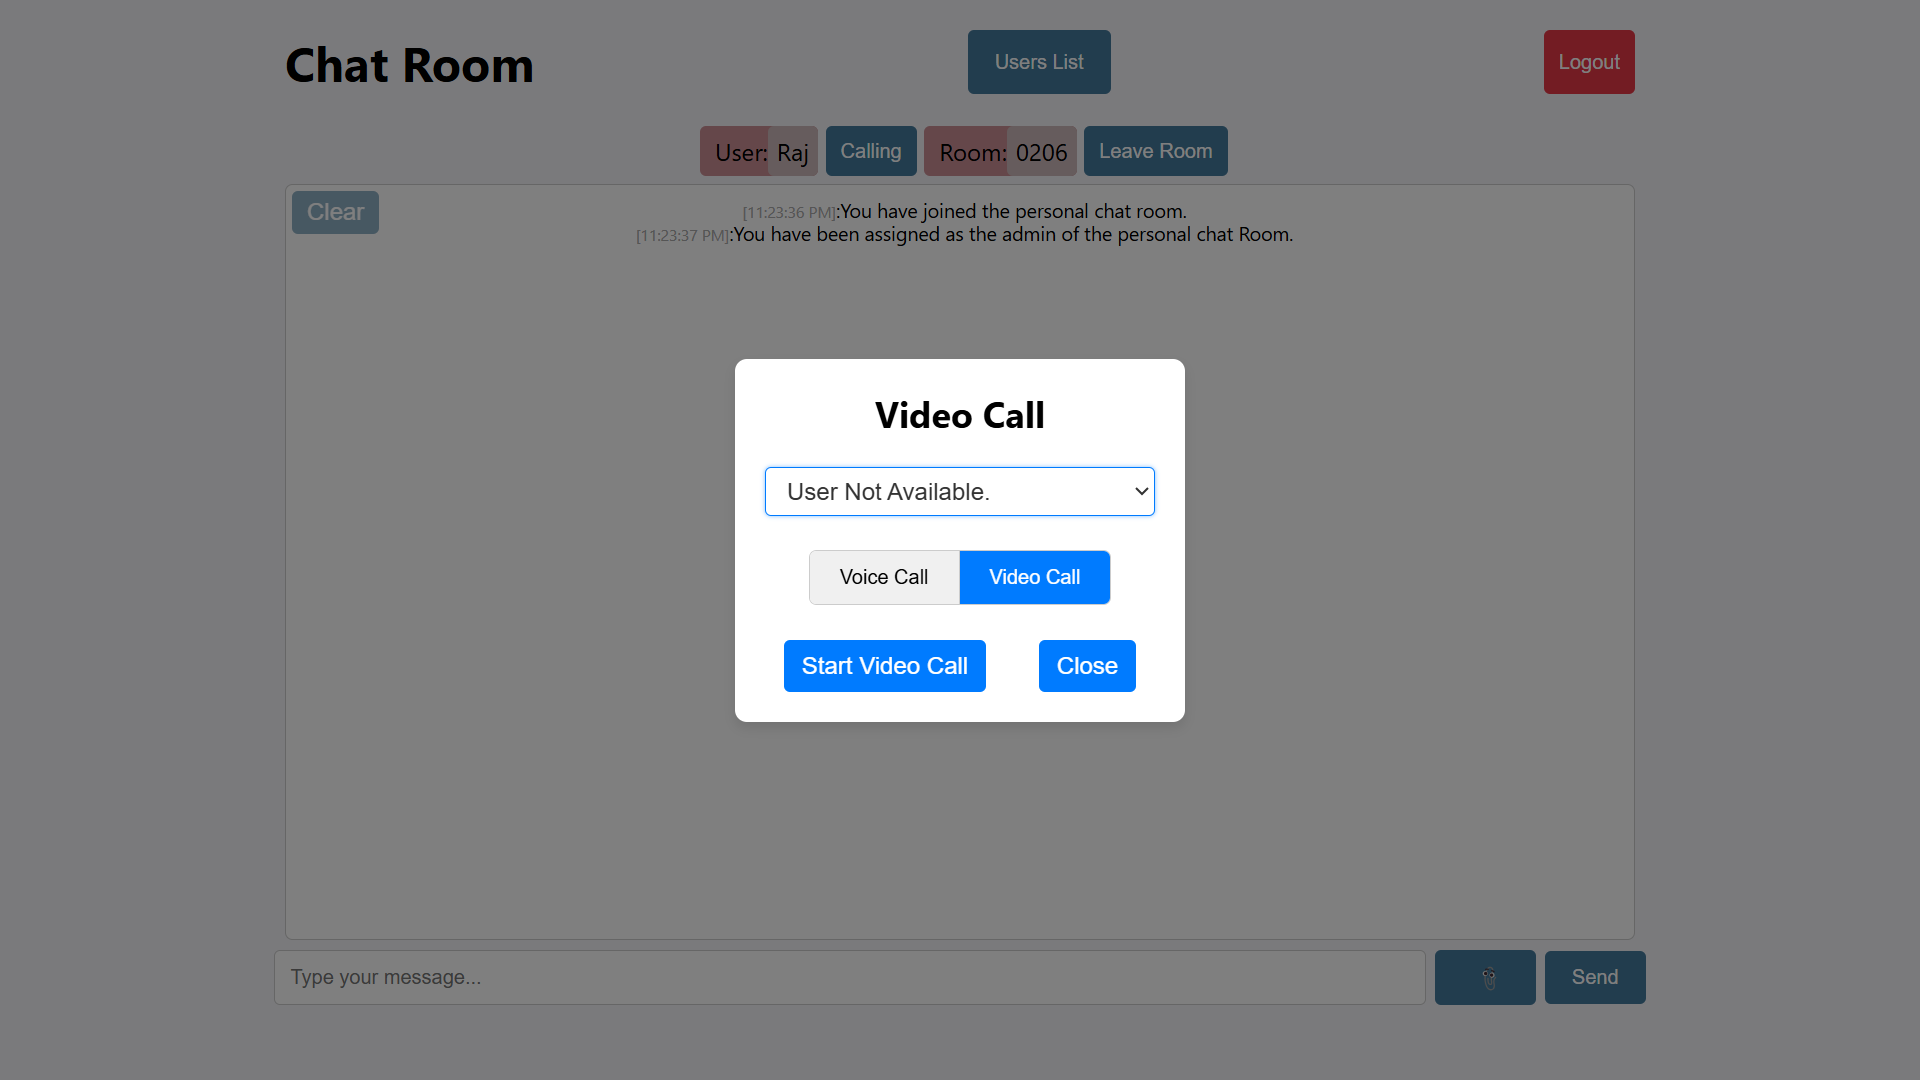 Chat Room
Users List
Logout
User: Raj
Calling
Room: 0206
Leave Room
Clear
[11:23:36 PM]:You have joined the personal chat room.
[11:23:37 PM]:You have been assigned as the admin of the personal chat Room.
Video Call
User Not Available.
Voice Call
Video Call
Start Video Call
Close
Type your message...
Send